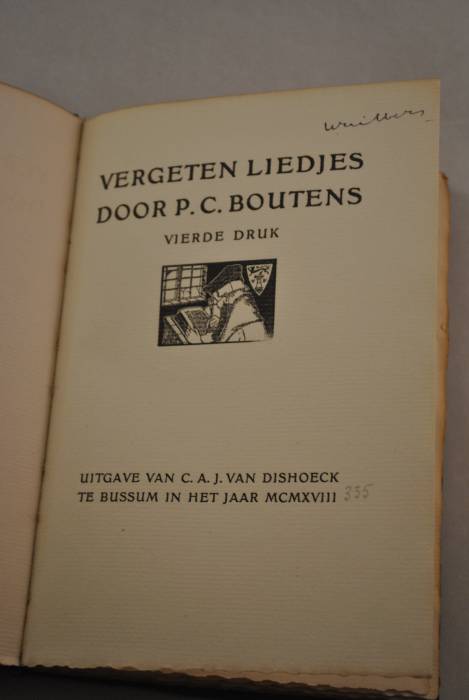 VERGETEN LIEDJES
DOOR P. C. BOUTENS
VIERDE DRUK
UITGAVE VAN C. A. J. VAN DISHOECK
TE BUSSUM IN HET JAAR MCMXVIII 335